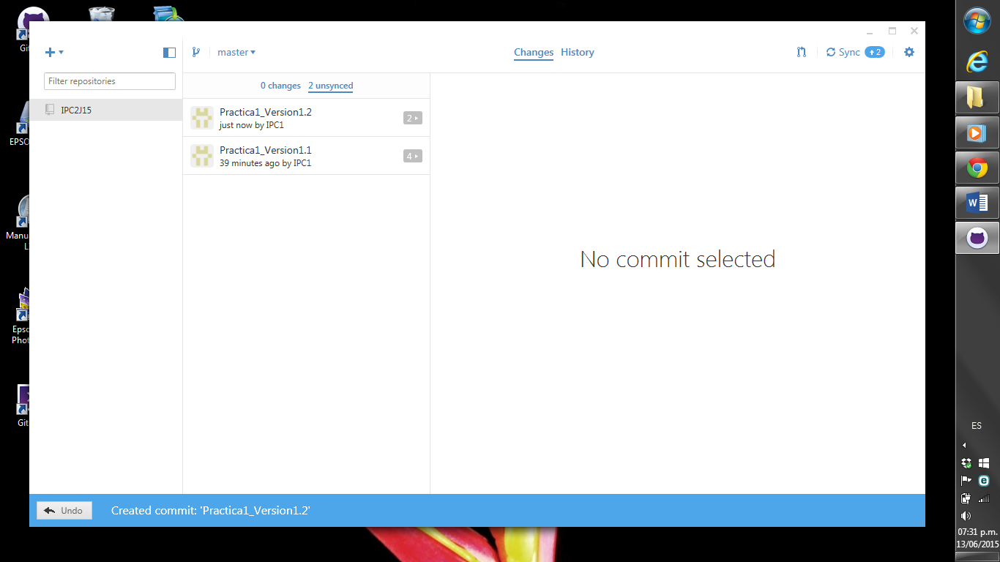 master
Changes
History
Sync
2
Filter repositories
0 changes
2 unsynced
IPC2J15
Practica1_Version1.2
just now by IPC1
2
Practica1_Version1.1
39 minutes ago by IPC1
4
No commit selected
Undo
Created commit: 'Practica1_Version1.2'
Git
EPSO
Manu
L
Epso
Phot
Git
ES
07:31 p.m.
13/06/2015